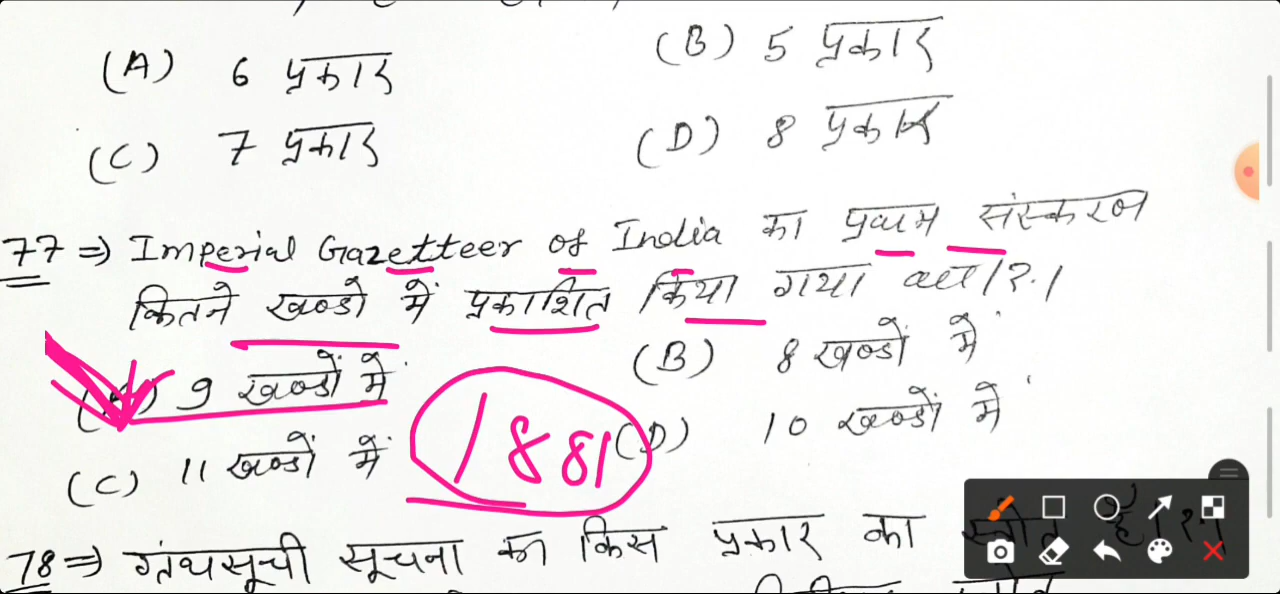 (A) 6 प्रकार (B) 5 प्रकार
(C) 7 प्रकार (D) 8 प्रकार
77 ⇒ Imperial Gazetteer of India का प्रथम संस्करण
कितने खण्डो में प्रकाशित किया गया था ? .
(A) 9 खण्डों में (B) 8 खण्डों में
(C) 11 खण्डों में 1881 (D) 10 खण्डों में
78 ⇒ ग्रंथसूची सूचना का किस प्रकार का स्त्रोत है